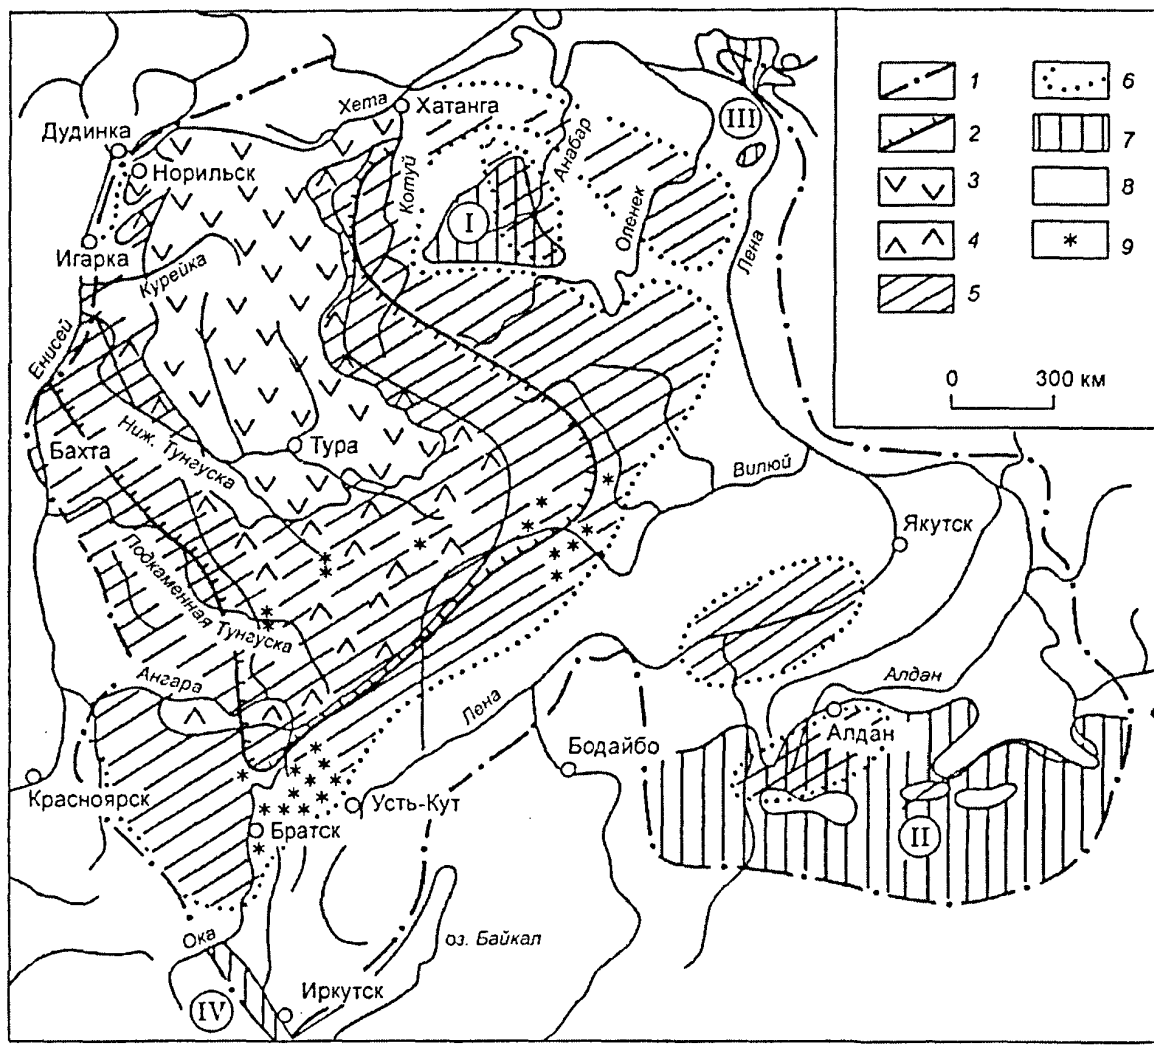 Хета
Хатанга
Дудинка
Норильск
Котуй
Анабар
III
I
Оленек
Лена
Игарка
Курейка
Енисей
Тура
Ниж. Тунгуска
Бахта
Вилюй
Якутск
Подкаменная Тунгуска
Ангара
Лена
Алдан
Алдан
Бодайбо
Красноярск
Усть-Кут
Братск
II
Ока
оз. Байкал
IV
Иркутск
1
2
3
4
5
6
7
8
9
0 300 км